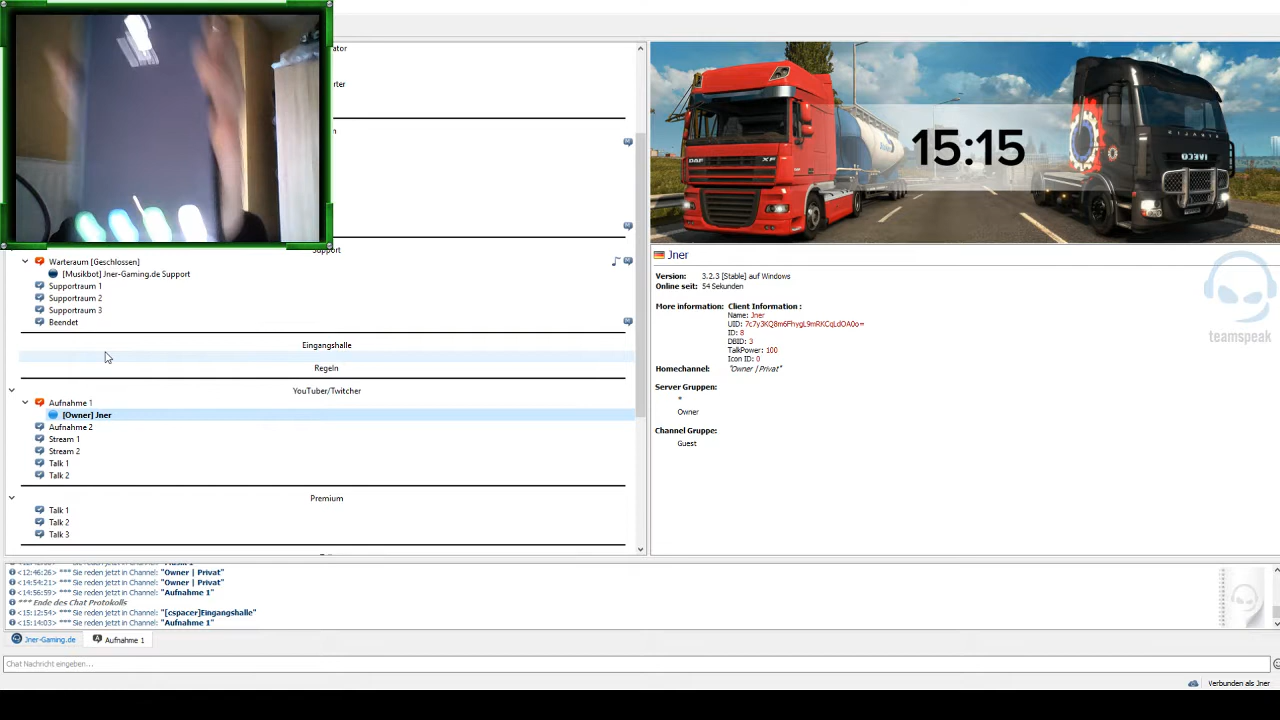 ator
rter
n
Support
Warteraum [Geschlossen]
[Musikbot] Jner-Gaming.de Support
Supportraum 1
Supportraum 2
Supportraum 3
Beendet
Eingangshalle
Regeln
YouTuber/Twitcher
Aufnahme 1
[Owner] Jner
Aufnahme 2
Stream 1
Stream 2
Talk 1
Talk 2
Premium
Talk 1
Talk 2
Talk 3
15:15
DAF
XF
IVECO
Jner
Version: 3.2.3 [Stable] auf Windows
Online seit: 54 Sekunden
More information: Client Information :
Name: Jner
UID: 7c7y3KQ8m6FhygL9mRKCqLdOA0o=
ID: 8
DBID: 3
TalkPower: 100
Icon ID: 0
Homechannel: "Owner | Privat"
Server Gruppen:
*
Owner
Channel Gruppe:
Guest
teamspeak
<12:46:26> *** Sie reden jetzt in Channel: "Owner | Privat"
<14:54:21> *** Sie reden jetzt in Channel: "Owner | Privat"
<14:56:59> *** Sie reden jetzt in Channel: "Aufnahme 1"
*** Ende des Chat Protokolls
<15:12:54> *** Sie reden jetzt in Channel: "[cspacer]Eingangshalle"
<15:14:03> *** Sie reden jetzt in Channel: "Aufnahme 1"
Jner-Gaming.de
Aufnahme 1
Chat Nachricht eingeben...
Verbunden als Jner